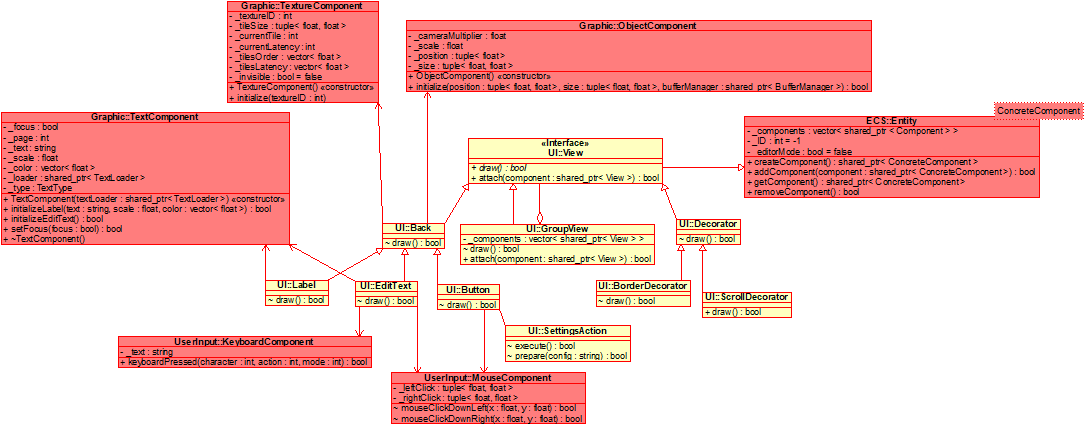 Graphic::TextureComponent
- _textureID : int
- _tileSize : tuple< float, float >
- _currentTile : int
- _currentLatency: int
- _tilesOrder : vector< float >
- _tilesLatency : vector< float >
- _invisible : bool = false
+ TextureComponent() «constructor»
+ initialize(textureID : int)
Graphic::ObjectComponent
- _cameraMultiplier : float
- _scale : float
- _position : tuple< float >
- _size : tuple< float, float >
+ ObjectComponent() «constructor»
+ initialize(position : tuple< float, float >, size : tuple< float, float >, bufferManager : shared_ptr< BufferManager >) : bool
Graphic::TextComponent
- _focus : bool
- _page : int
- _text : string
- _scale : float
- _color : vector< float >
- _loader : shared_ptr< TextLoader >
- _type : TextType
+ TextComponent(textLoader : shared_ptr< TextLoader >) «constructor»
+ initializeLabel(text : string, scale : float, color : vector< float >) : bool
+ initializeEditText() : bool
+ setFocus(focus : bool) : bool
+ ~TextComponent()
ConcreteComponent
ECS::Entity
- _components : vector< shared_ptr < Component > >
- _ID : int = -1
- _editorMode : bool = false
+ createComponent() : shared_ptr< ConcreteComponent >
+ addComponent(component : shared_ptr< ConcreteComponent>) : bool
+ getComponent() : shared_ptr< ConcreteComponent>
+ removeComponent() : bool
«Interface»
UI::View
+ draw() : bool
+ attach(component : shared_ptr< View >) : bool
UI::Back
~ draw() : bool
UI::GroupView
- _components : vector< shared_ptr< View > >
~ draw() : bool
+ attach(component : shared_ptr< View >) : bool
UI::Decorator
~ draw() : bool
UI::Label
~ draw() : bool
UI::EditText
~ draw() : bool
UI::Button
~ draw() : bool
UI::BorderDecorator
~ draw() : bool
UI::ScrollDecorator
+ draw() : bool
UI::SettingsAction
~ execute() : bool
~ prepare(config : string) : bool
UserInput::KeyboardComponent
- _text : string
+ keyboardPressed(character : int, action : int, mode : int) : bool
UserInput::MouseComponent
- _leftClick : tuple< float, float >
- _rightClick : tuple< float, float >
~ mouseClickDownLeft(x : float, y : float) : bool
~ mouseClickDownRight(x : float, y : float) : bool